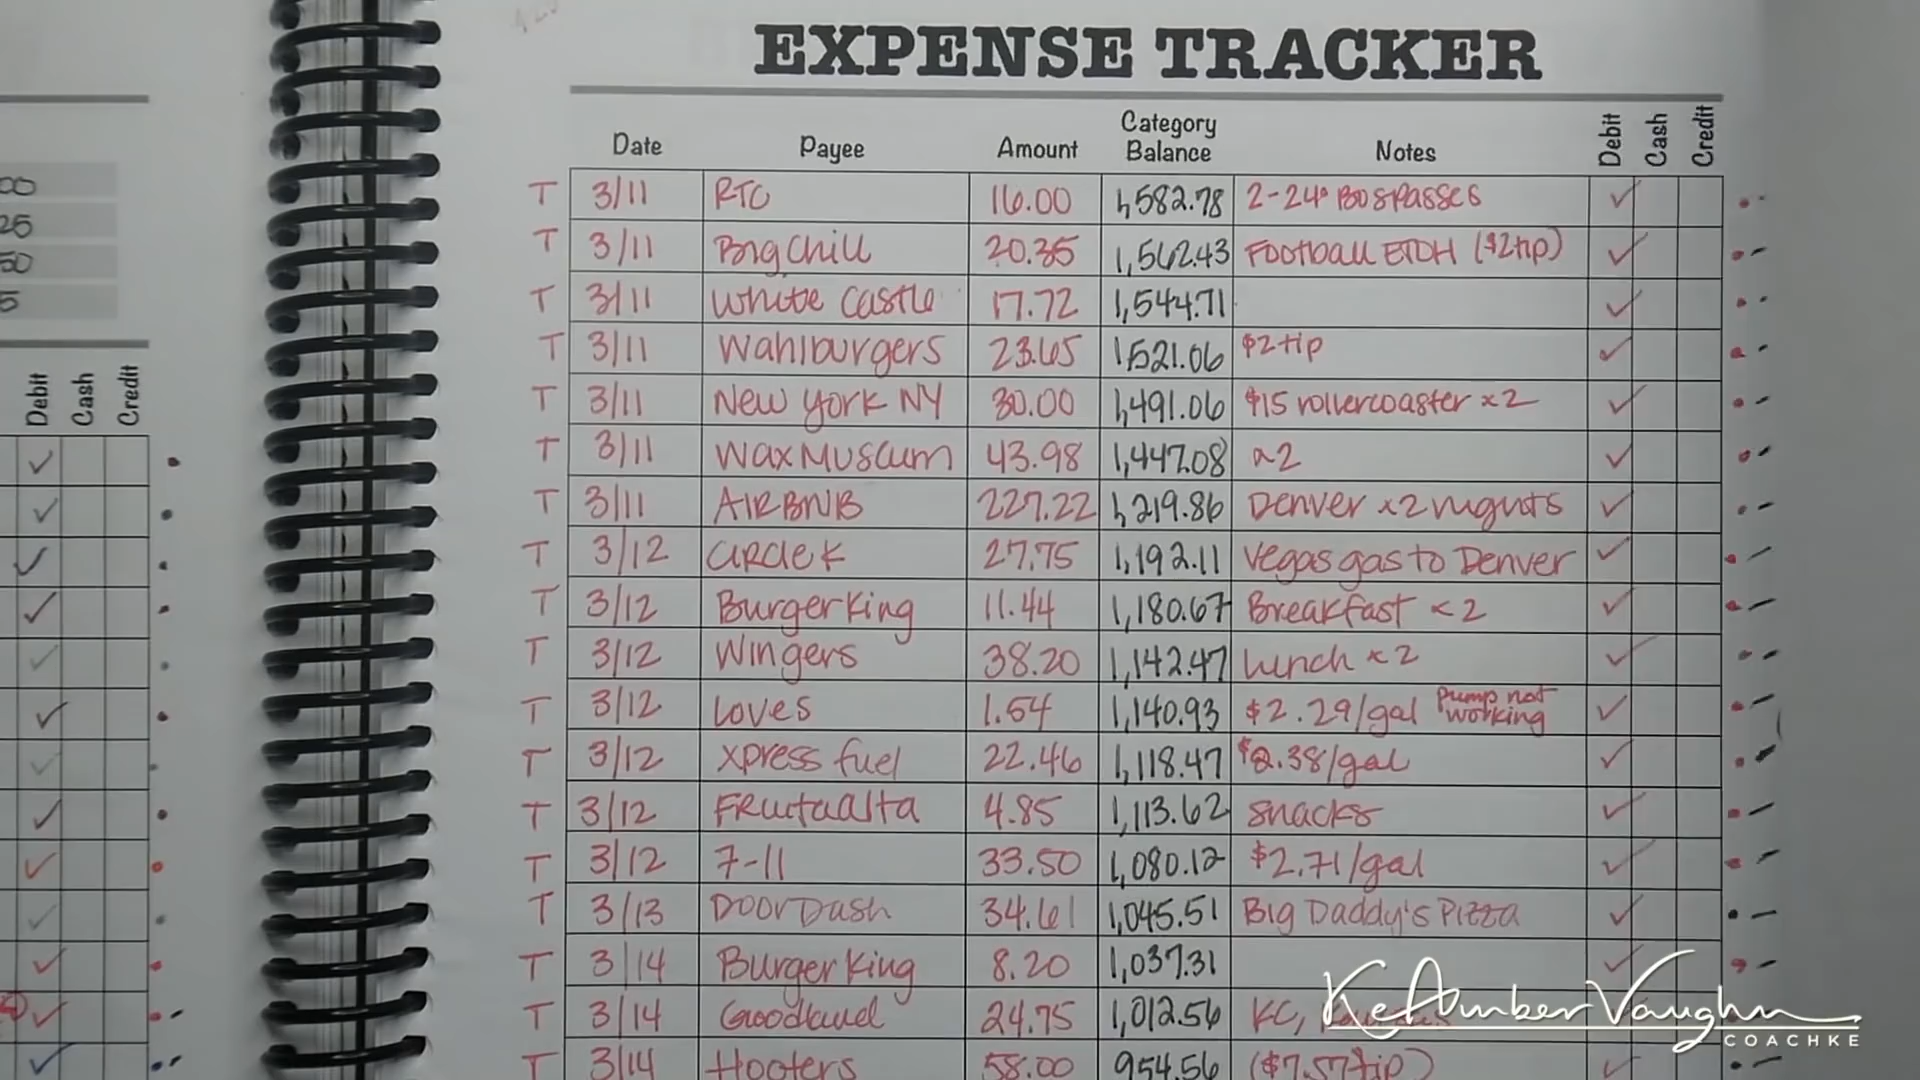 EXPENSE TRACKER
Date Payee Amount Category Balance Notes Debit Cash Credit
T 3/11 RTC 16.00 1,582.78 2-24°
T 3/11 Big Chill 20.35 1,562.43 Football ETOH ($2tip)
T 3/11 White Castle 17.72 1,544.71
T 3/11 Wahlburgers 23.65 1521.06 $2 tip
T 3/11 New York NY 30.00 1,491.06 $15 rollercoaster x2
T 3/11 Wax Museum 43.98 1,447.08 x2
T 3/11 AIRBNB 227.22 1,219.86 Denver x2 nights
T 3/12 Circle K 27.75 1,192.11 Vegas gas to Denver
T 3/12 Burger King 11.44 1,180.67 Breakfast x2
T 3/12 Wingers 38.20 1,142.47 Lunch x2
T 3/12 Loves 1.54 1,140.93 $2.29/gal pump not working
T 3/12 xpress fuel 22.46 1,118.47 $2.38/gal
T 3/12 4.85 1,113.62 snacks
T 3/12 7-11 33.50 1,080.12 $2.71/gal
T 3/13 DoorDash 34.61 1,045.51 Big Daddy's Pizza
T 3/14 Burger King 8.20 1,037.31
T 3/14 Goodland 24.75 1,012.56 KC,
T 3/14 Hooters 58.00 954.56 ($7.57tip)
00
25
50
5
Debit Cash Credit
KeAmber Vaughn
COACHKE